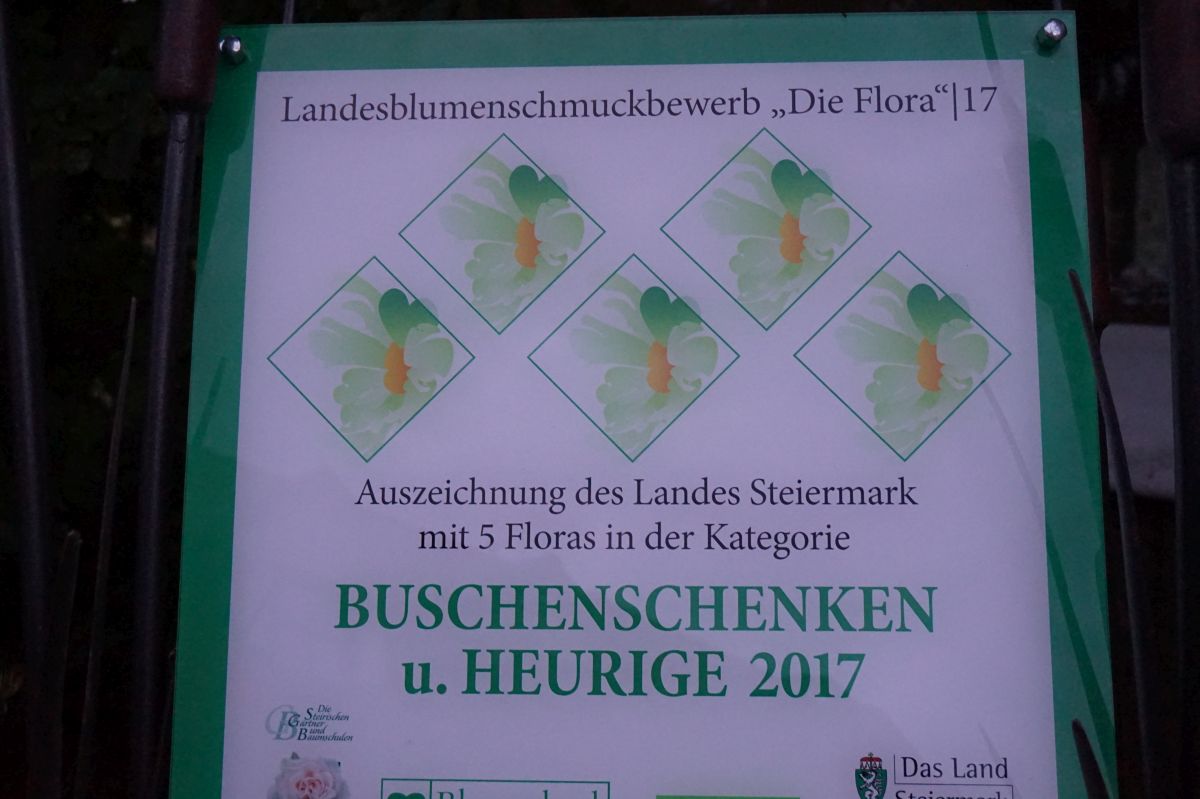 Landesblumenschmuckbewerb „Die Flora“|17
Auszeichnung des Landes Steiermark
mit 5 Floras in der Kategorie
BUSCHENSCHENKEN
u. HEURIGE 2017
Die
Steirischen
Gärtner
und
Baumschulen
Das Land
Steiermark